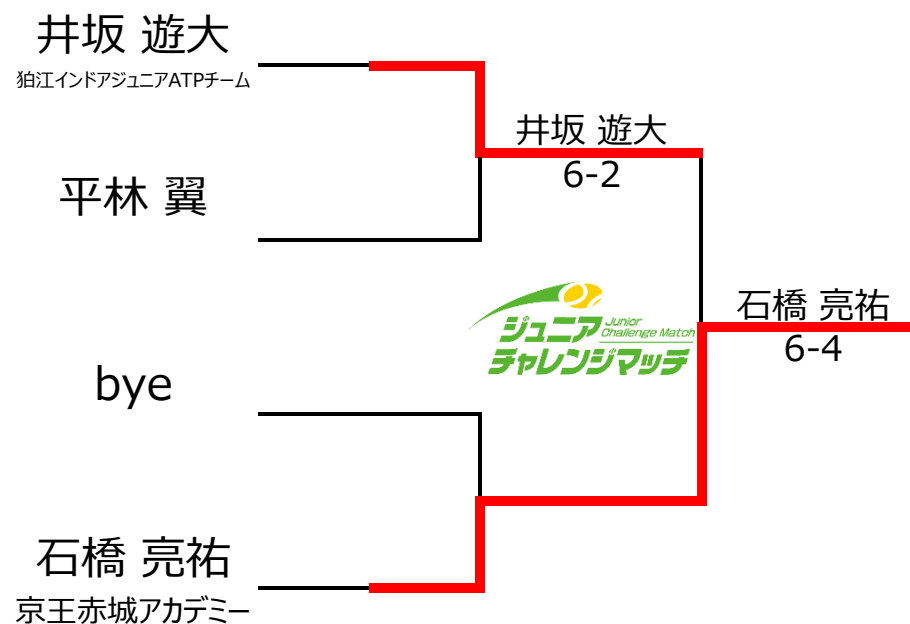 井坂 遊大
狛江インドアジュニアATPチーム
井坂 遊大
6-2
平林 翼
石橋 亮祐
6-4
ジュニア
Junior
Challenge Match
チャレンジマッチ
bye
石橋 亮祐
京王赤城アカデミー